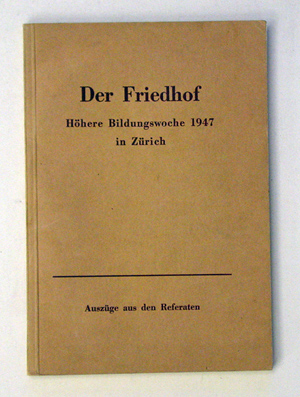 Der Friedhof
Höhere Bildungswoche 1947
in Zürich
Auszüge aus den Referaten